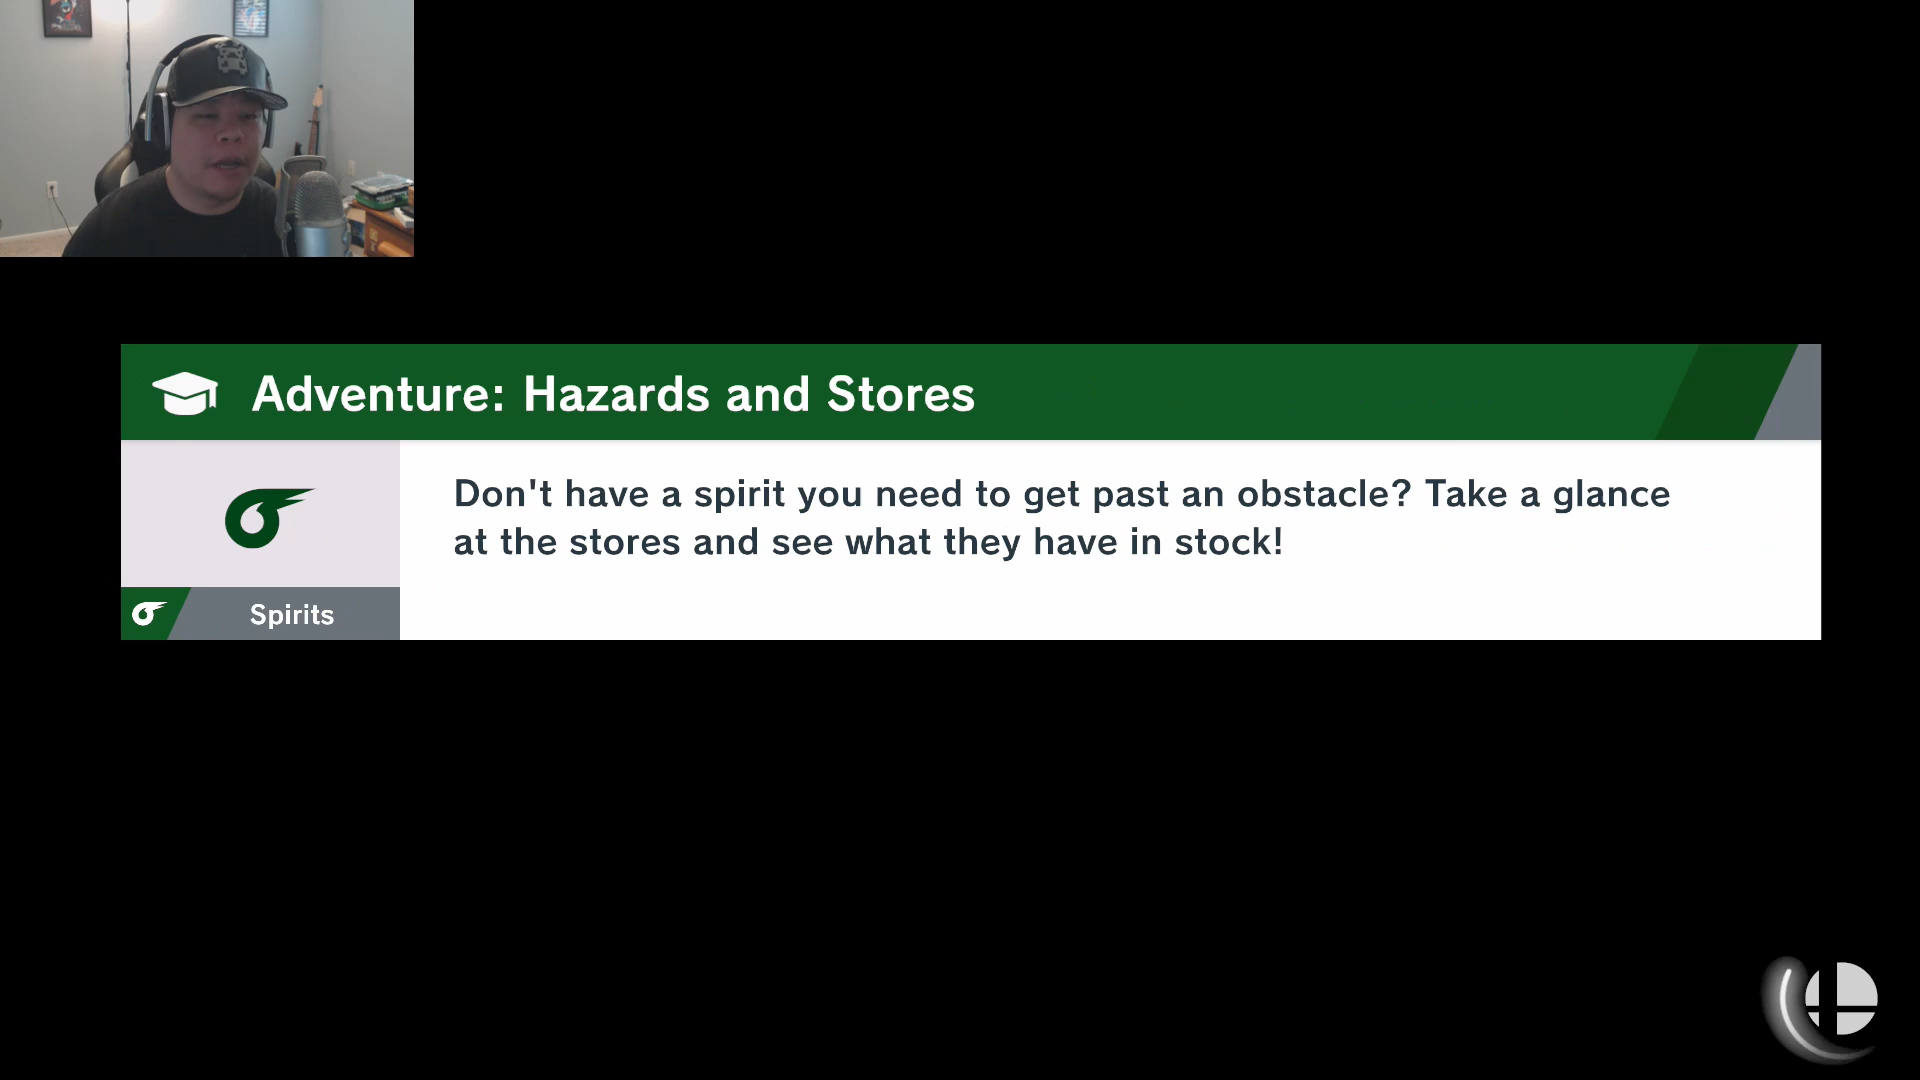 Adventure: Hazards and Stores
Don't have a spirit you need to get past an obstacle? Take a glance
at the stores and see what they have in stock!
Spirits